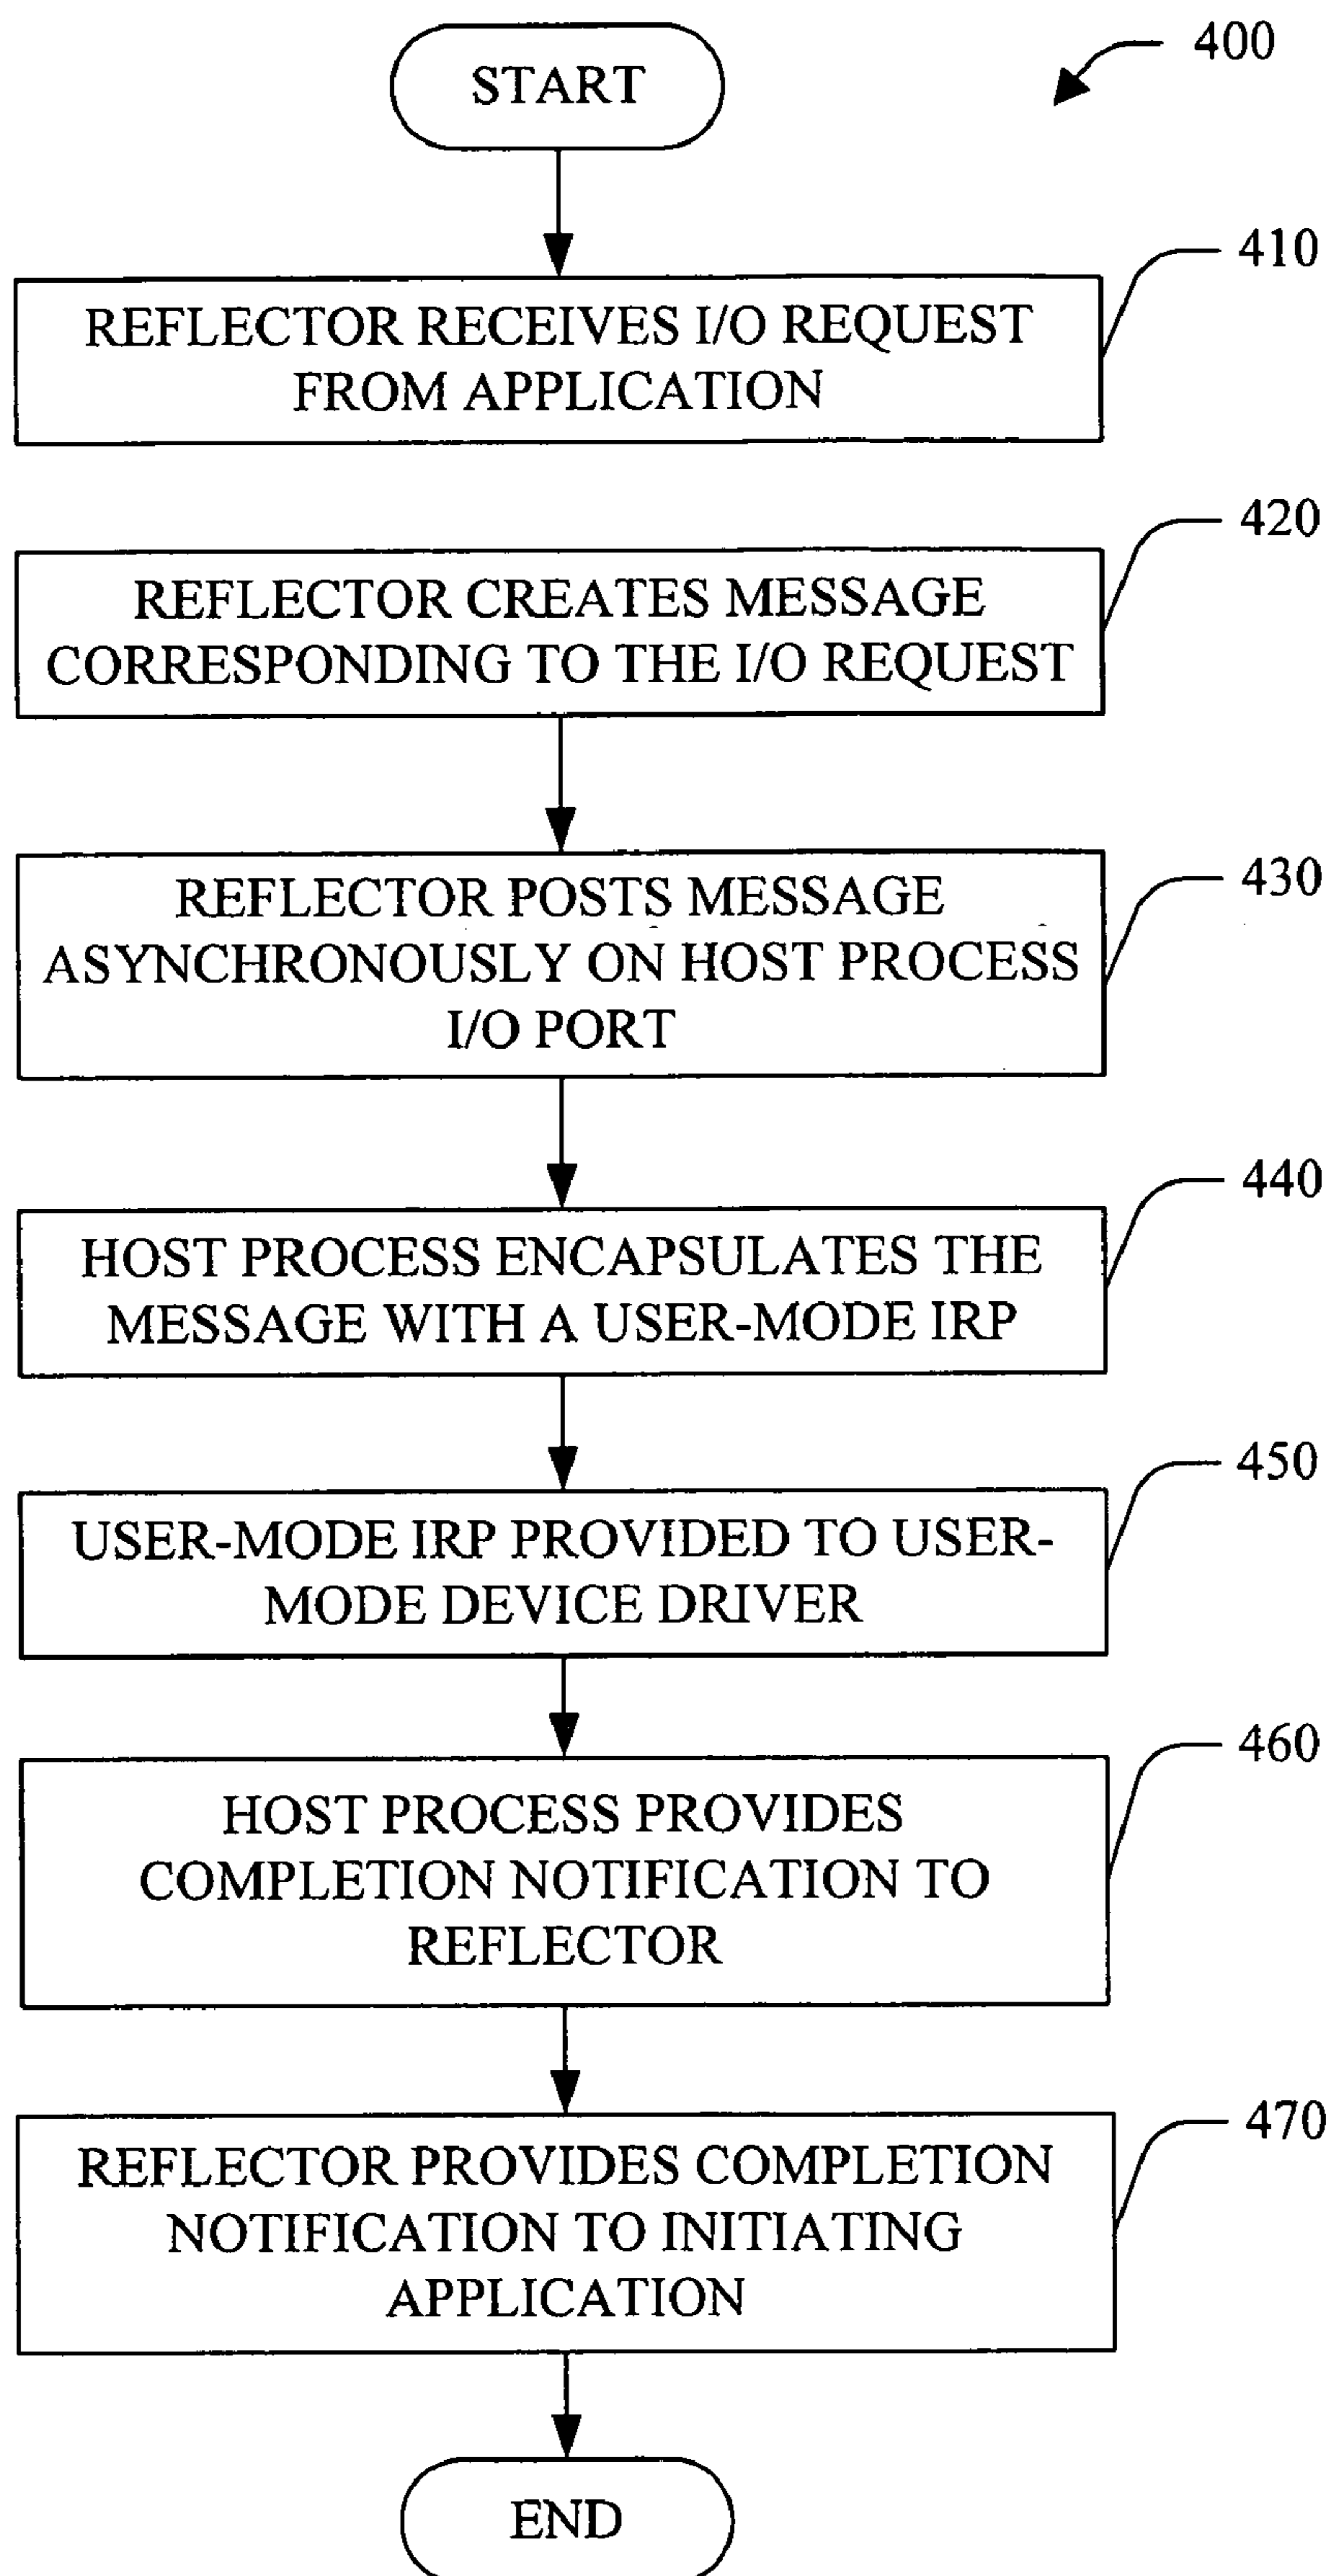 START
400
410
REFLECTOR RECEIVES I/O REQUEST
FROM APPLICATION
420
REFLECTOR CREATES MESSAGE
CORRESPONDING TO THE I/O REQUEST
430
REFLECTOR POSTS MESSAGE
ASYNCHRONOUSLY ON HOST PROCESS
I/O PORT
440
HOST PROCESS ENCAPSULATES THE
MESSAGE WITH A USER-MODE IRP
450
USER-MODE IRP PROVIDED TO USER-
MODE DEVICE DRIVER
460
HOST PROCESS PROVIDES
COMPLETION NOTIFICATION TO
REFLECTOR
470
REFLECTOR PROVIDES COMPLETION
NOTIFICATION TO INITIATING
APPLICATION
END